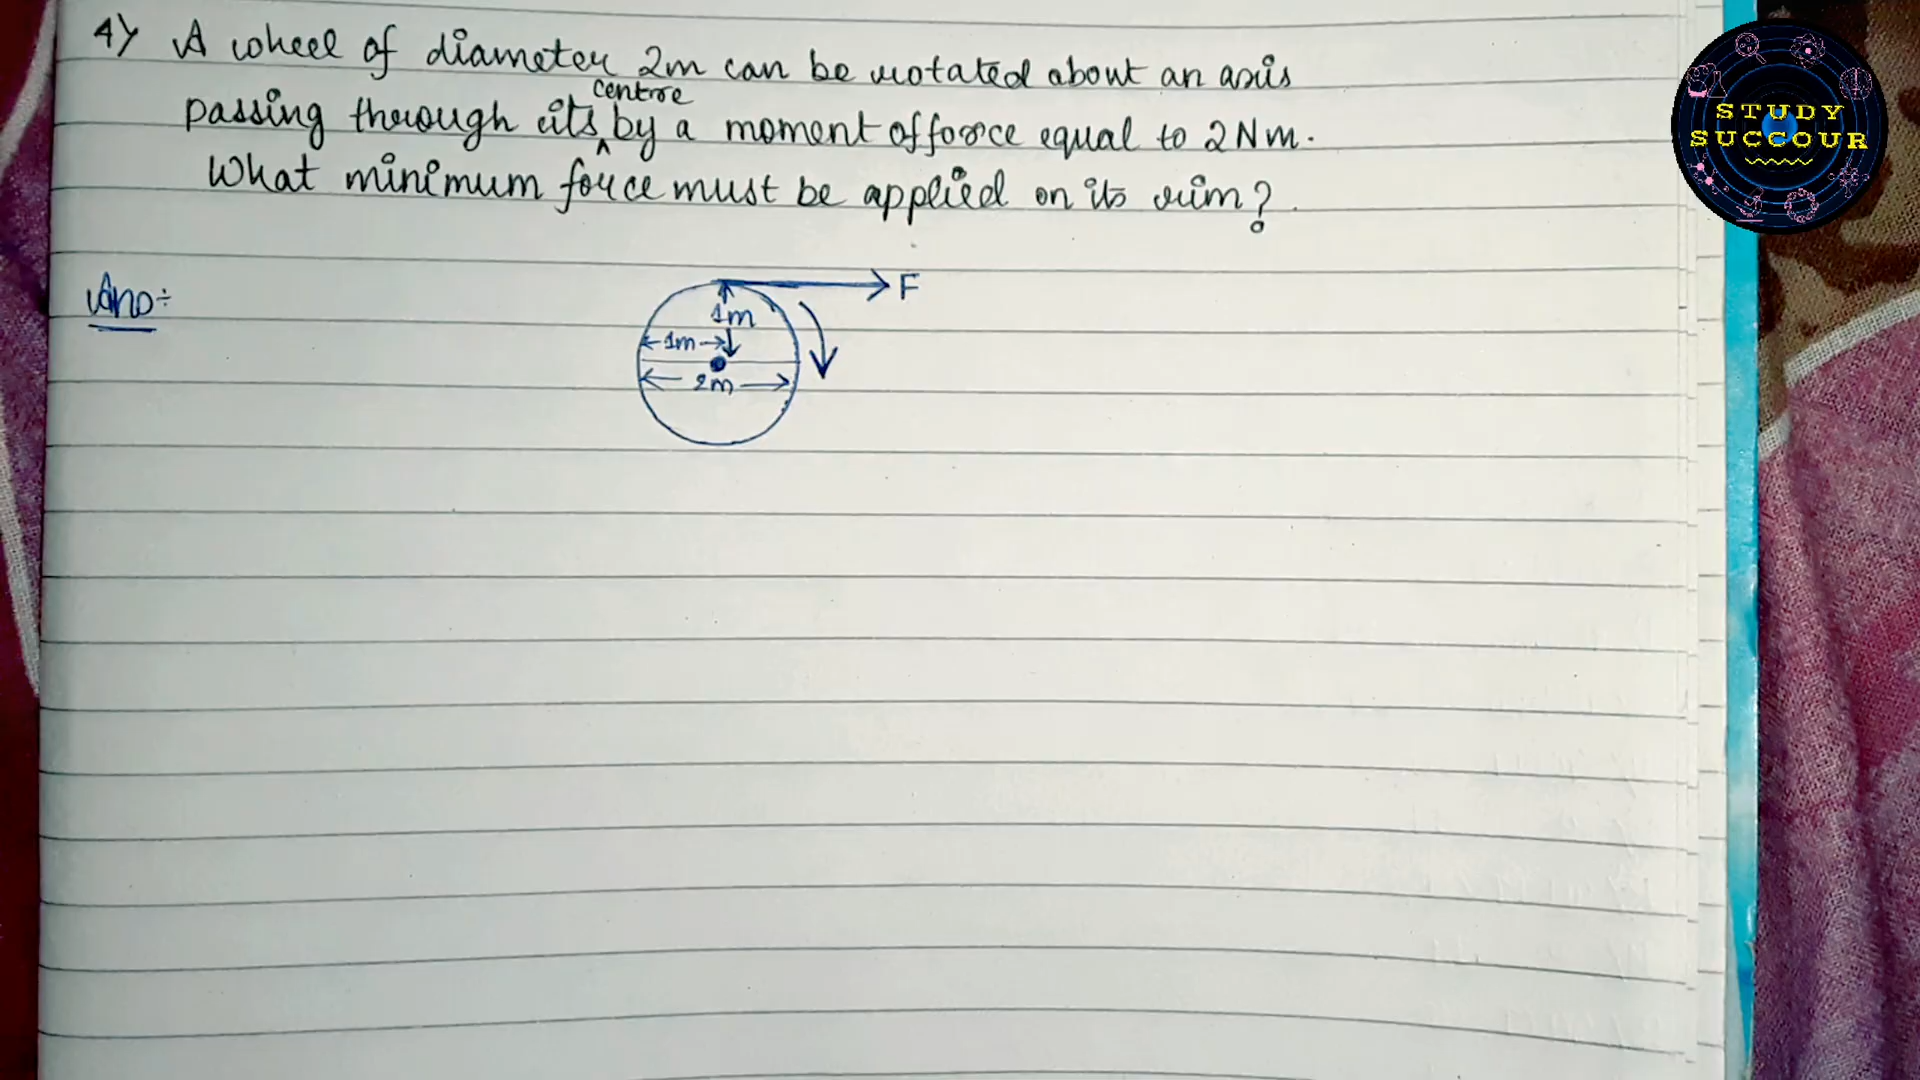 4) A wheel of diameter 2m can be rotated about an axis
passing through its centre by a moment of force equal to 2Nm.
What minimum force must be applied on its rim?
Ans÷
F
1m
1m
2m
STUDY
SUCCOUR